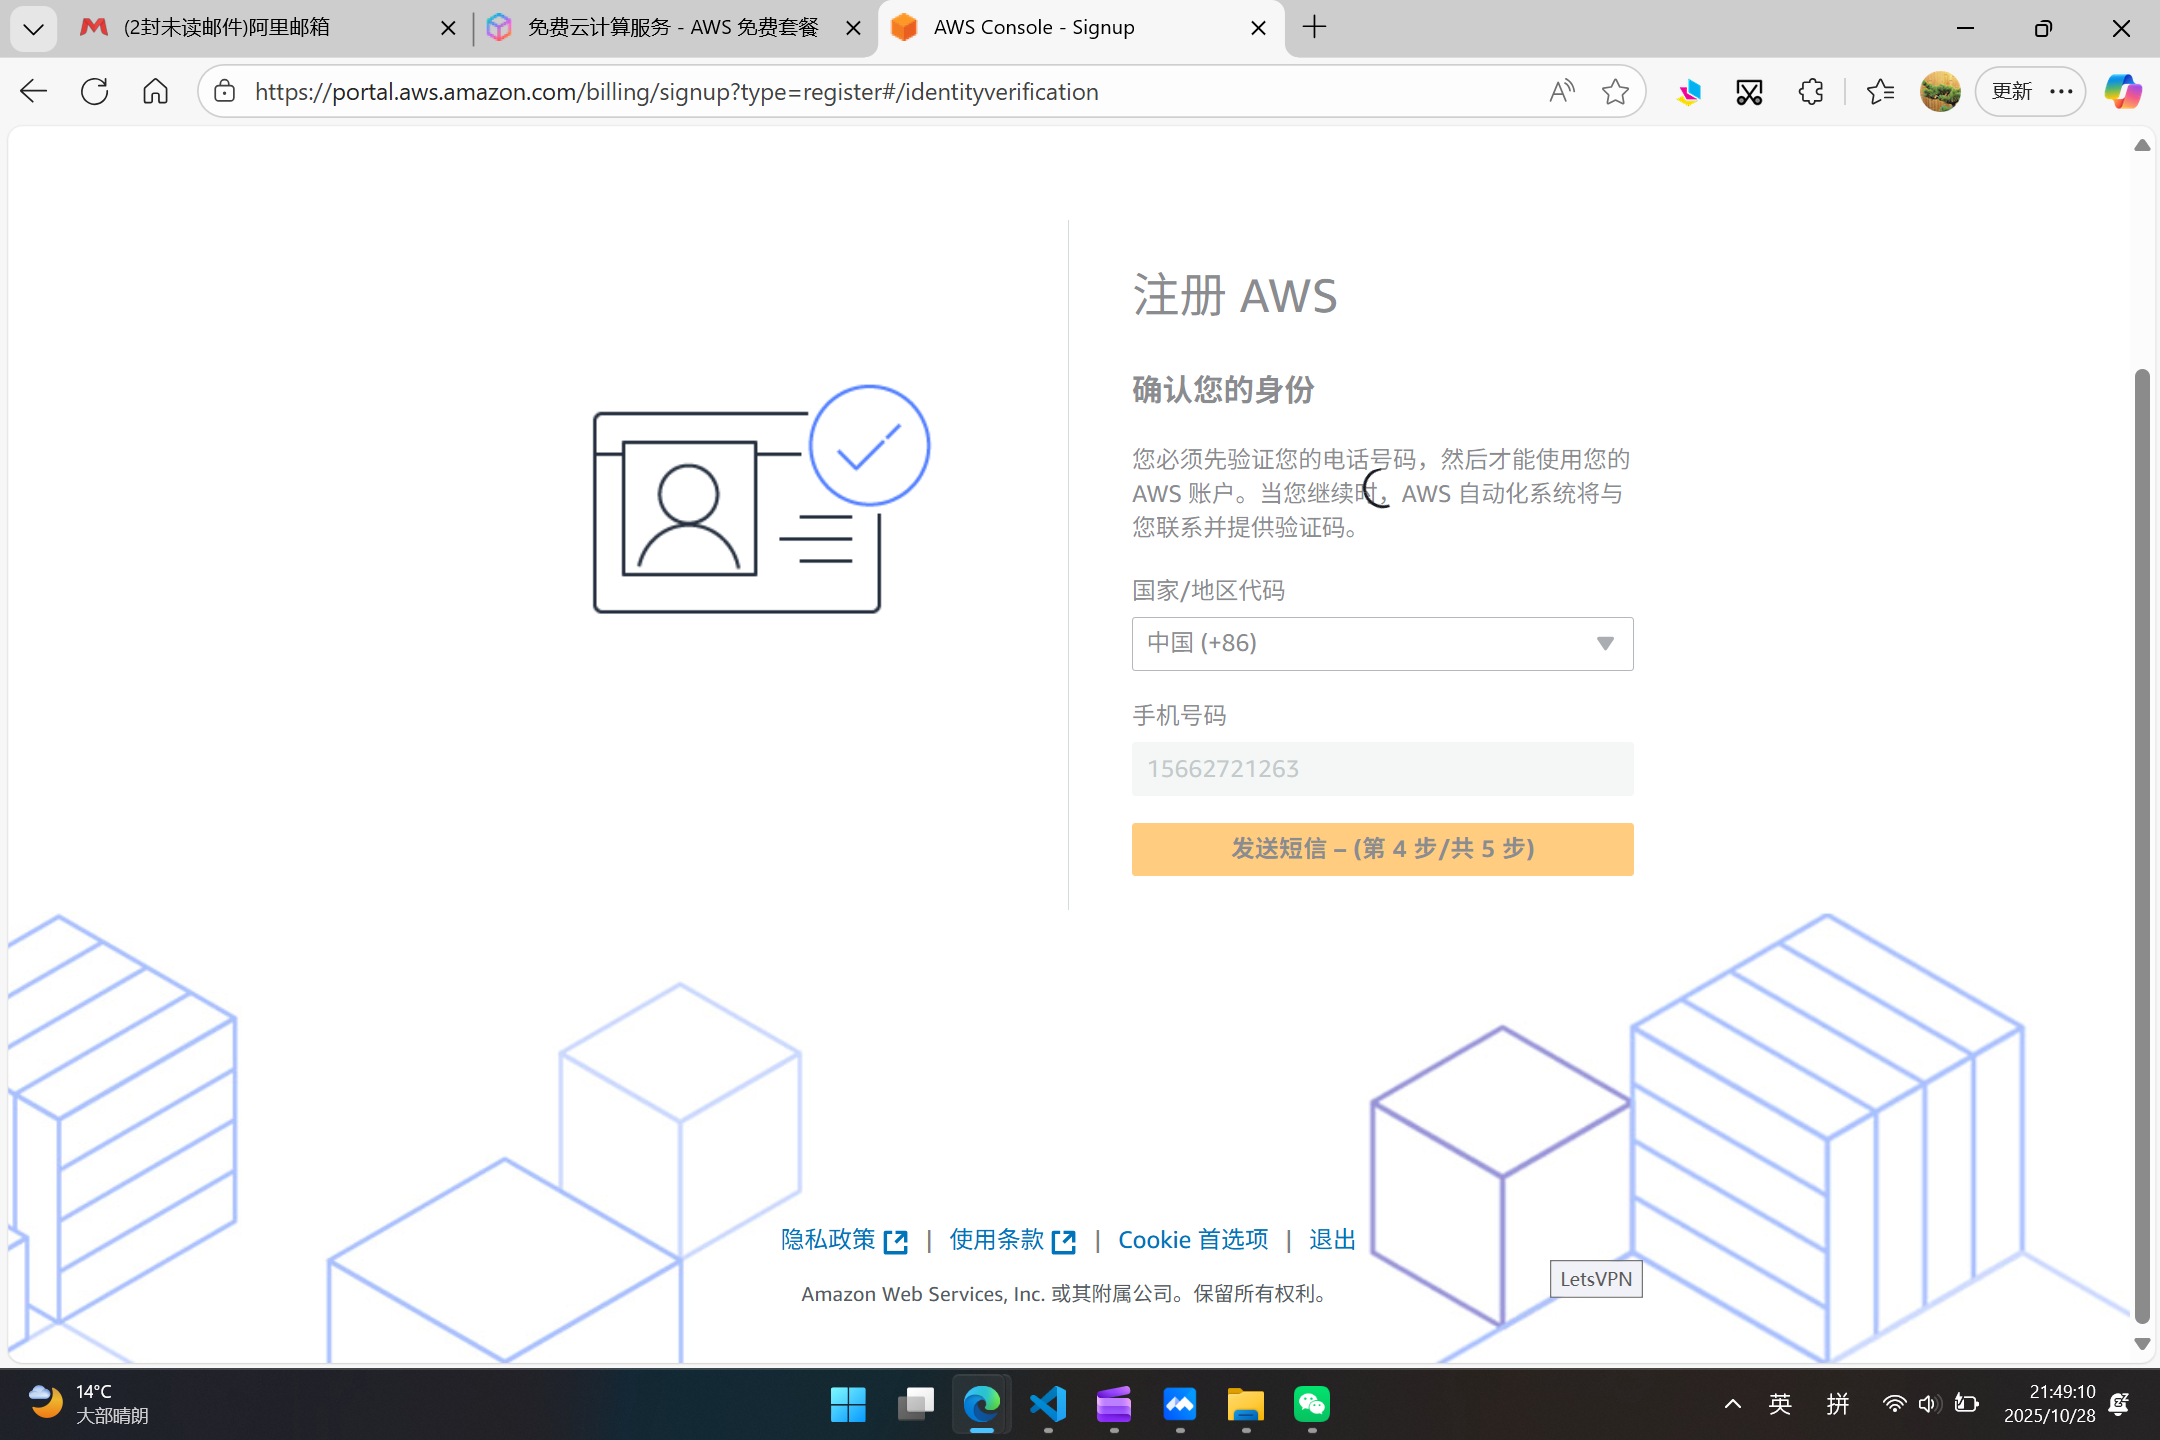 (2封未读邮件)阿里邮箱
免费云计算服务 - AWS 免费套餐
AWS Console - Signup
https://portal.aws.amazon.com/billing/signup?type=register#/identityverification
更新
注册 AWS
确认您的身份
您必须先验证您的电话号码，然后才能使用您的
AWS 账户。当您继续时，AWS 自动化系统将与
您联系并提供验证码。
国家/地区代码
中国 (+86)
手机号码
15662721263
发送短信 – (第 4 步/共 5 步)
隐私政策 | 使用条款 | Cookie 首选项 | 退出
LetsVPN
Amazon Web Services, Inc. 或其附属公司。保留所有权利。
14°C
大部晴朗
英
拼
21:49:10
2025/10/28